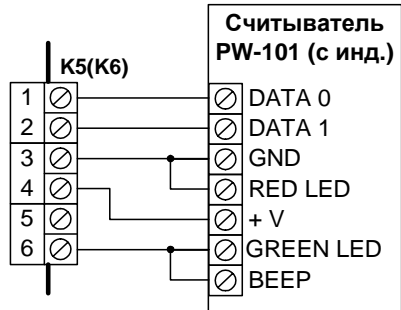 Считыватель
PW-101 (с инд.)
K5(K6)
1
DATA 0
2
DATA 1
3
GND
RED LED
4
+ V
5
6
GREEN LED
BEEP